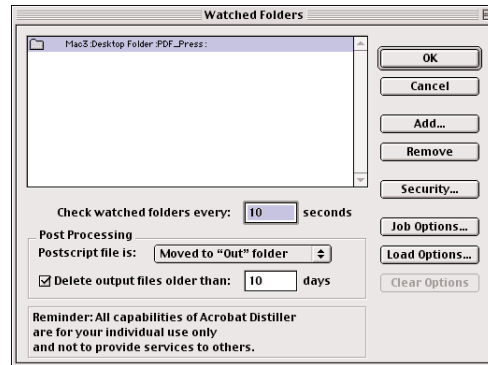 Watched Folders
Mac3:Desktop Folder:PDF_Press:
OK
Cancel
Add...
Remove
Security...
Job Options...
Load Options...
Clear Options
Check watched folders every: 10 seconds
Post Processing
Postscript file is: Moved to “Out” folder
Delete output files older than: 10 days
Reminder: All capabilities of Acrobat Distiller
are for your individual use only
and not to provide services to others.